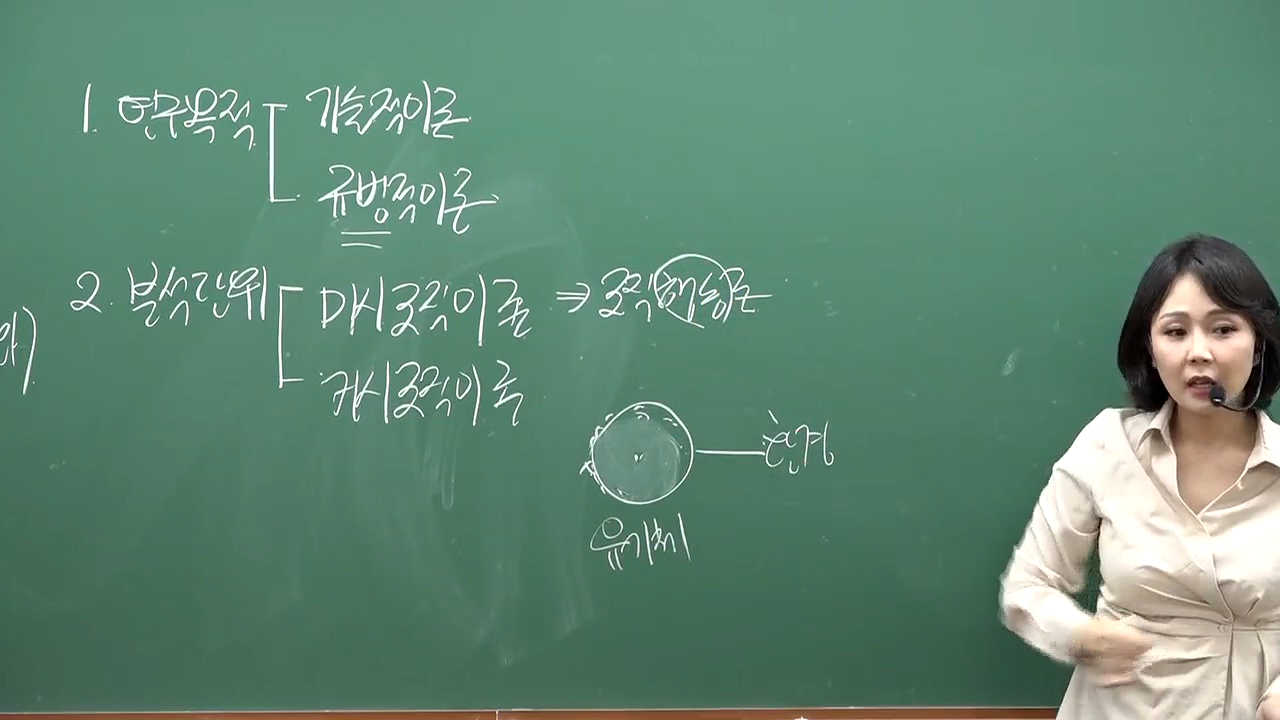 1. 연구목적 기술적이론
규범적이론
2. 분석단위 미시조직이론 ⇒ 조직행동론
거시조직이론
환경
유기체